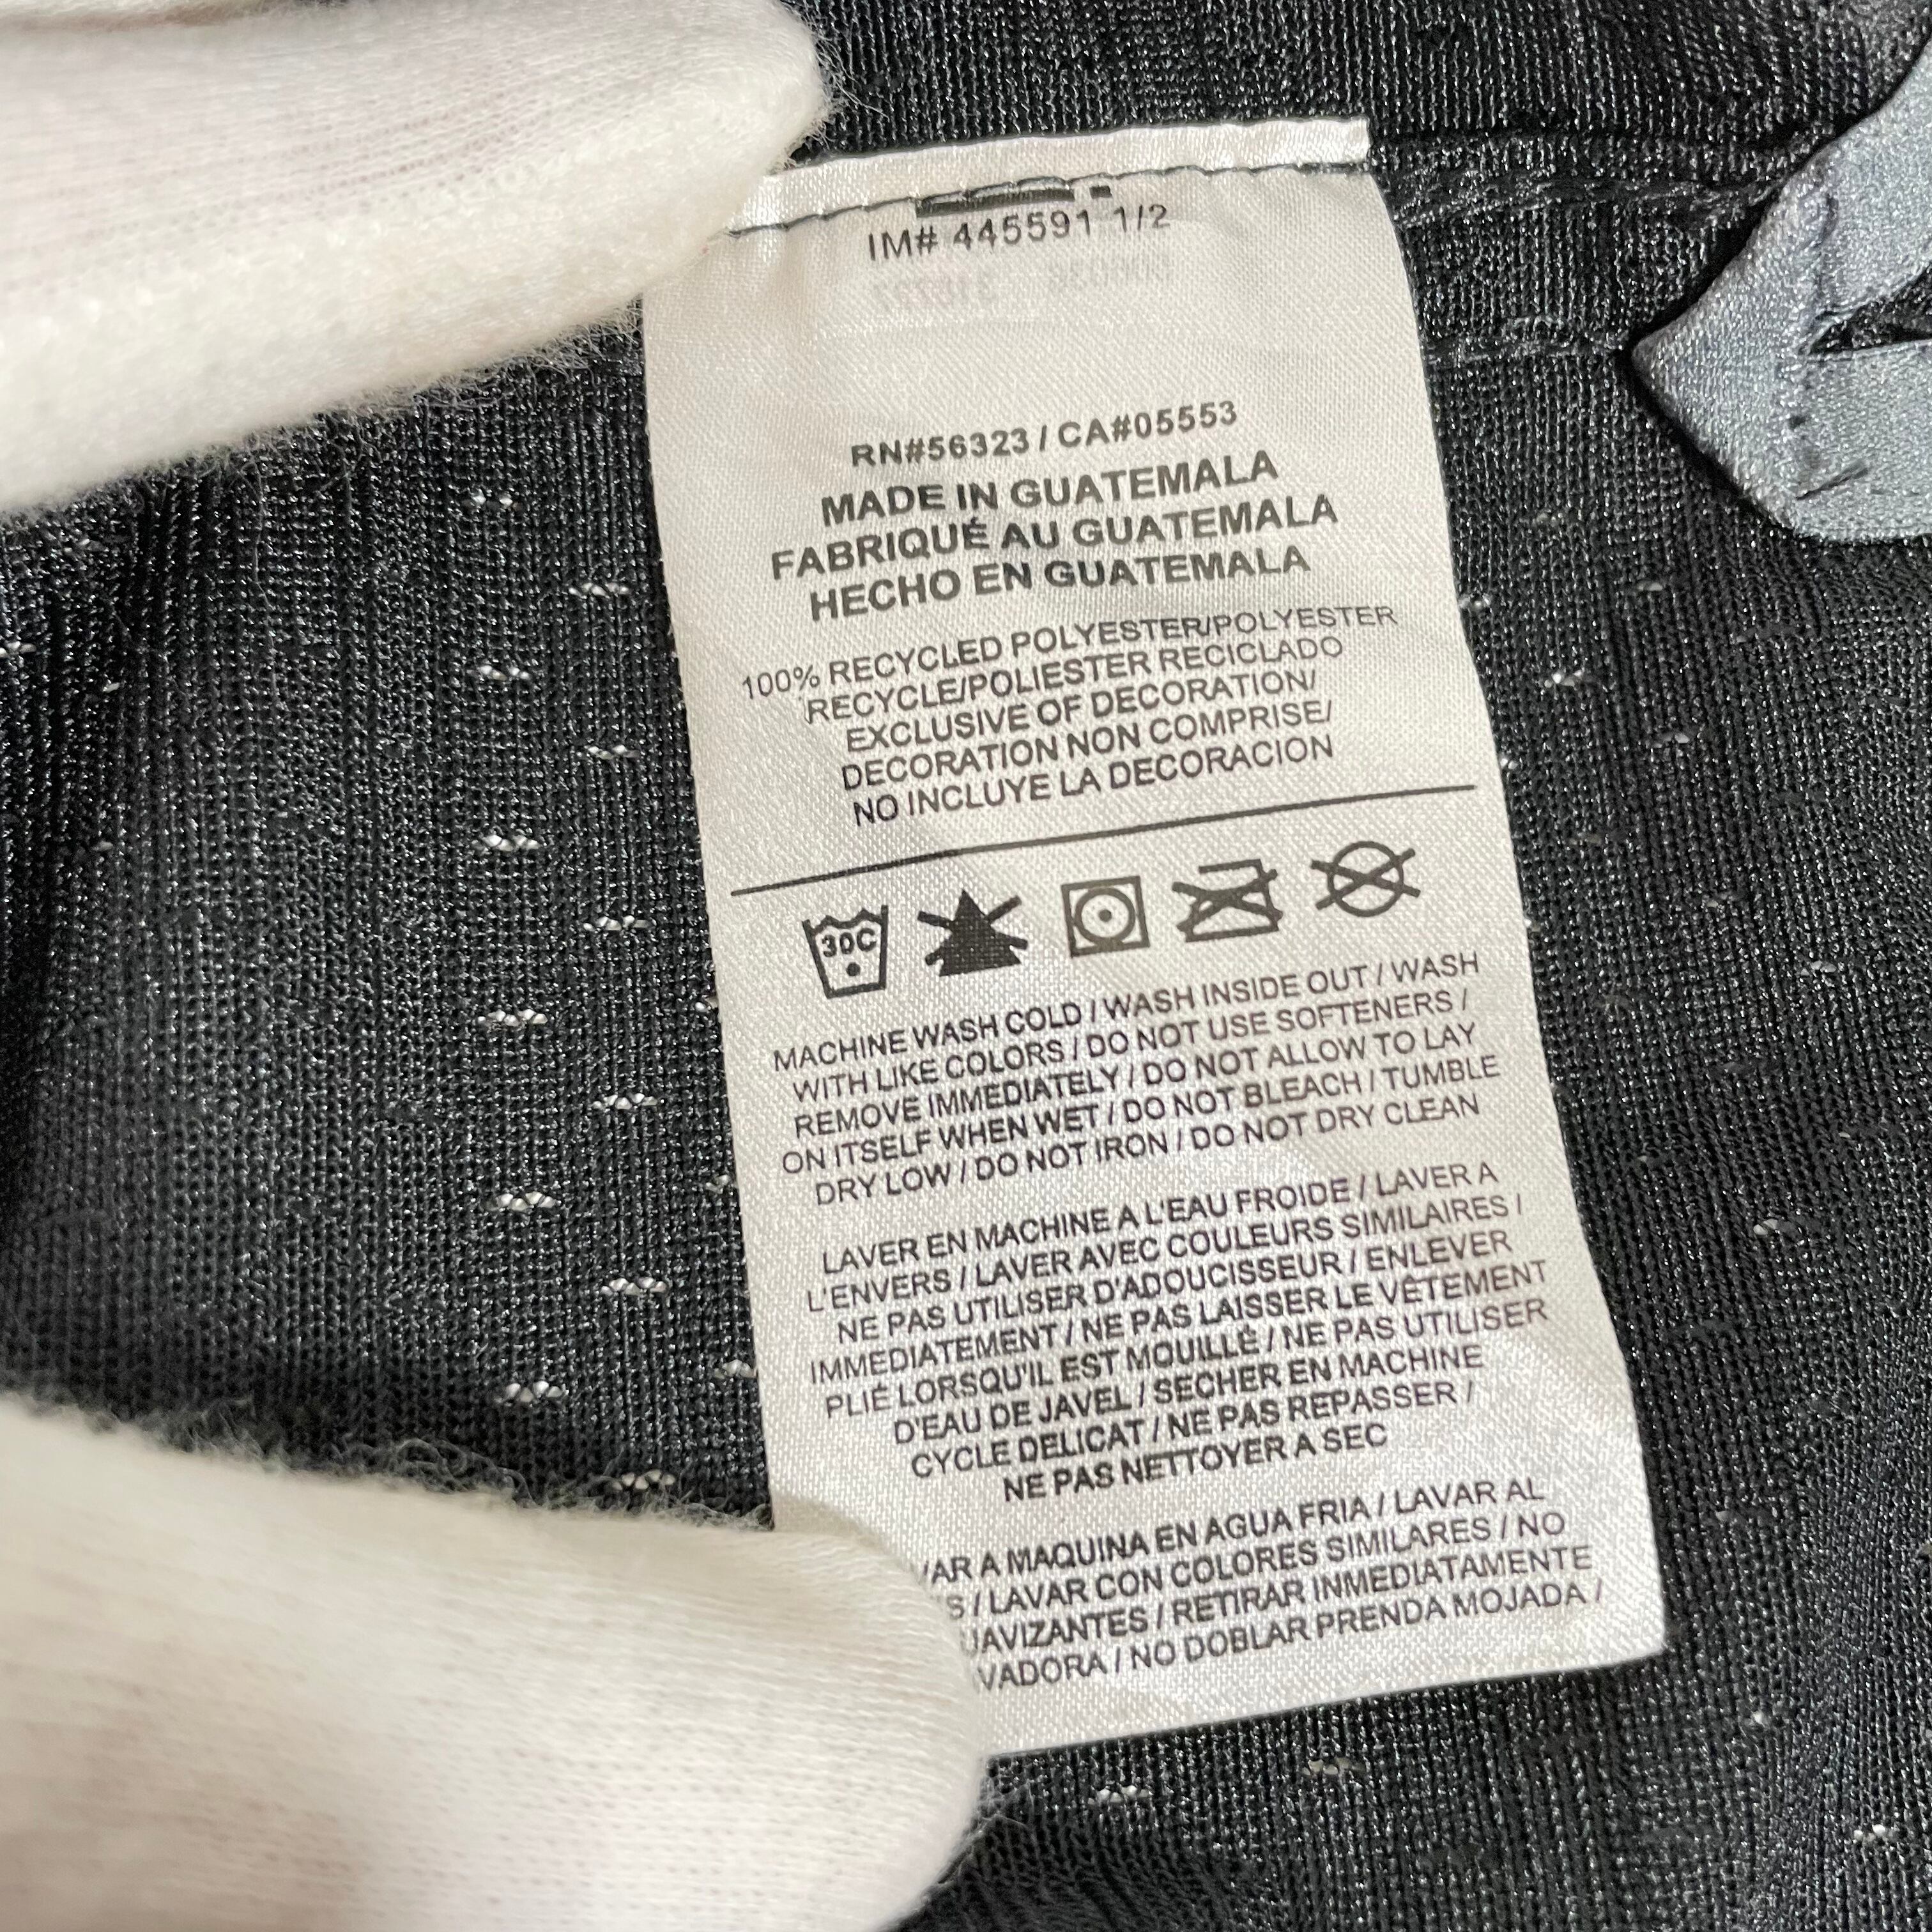 IM# 445591 1/2
RN#56323 / CA#05553
MADE IN GUATEMALA
FABRIQUÉ AU GUATEMALA
HECHO EN GUATEMALA
100% RECYCLED POLYESTER/POLYESTER
RECYCLE/POLIESTER RECICLADO
EXCLUSIVE OF DECORATION/
DECORATION NON COMPRISE/
NO INCLUYE LA DECORACION
30C
MACHINE WASH COLD / WASH INSIDE OUT / WASH
WITH LIKE COLORS / DO NOT USE SOFTENERS /
REMOVE IMMEDIATELY / DO NOT ALLOW TO LAY
ON ITSELF WHEN WET / DO NOT BLEACH / TUMBLE
DRY LOW / DO NOT IRON / DO NOT DRY CLEAN
LAVER EN MACHINE A L'EAU FROIDE / LAVER A
L'ENVERS / LAVER AVEC COULEURS SIMILAIRES /
NE PAS UTILISER D'ADOUCISSEUR / ENLEVER
IMMEDIATEMENT / NE PAS LAISSER LE VÊTEMENT
PLIÉ LORSQU'IL EST MOUILLÉ / NE PAS UTILISER
D'EAU DE JAVEL / SECHER EN MACHINE
CYCLE DELICAT / NE PAS REPASSER /
NE PAS NETTOYER A SEC
A MAQUINA EN AGUA FRIA / LAVAR AL
/ LAVAR CON COLORES SIMILARES / NO
/ RETIRAR INMEDIATAMENTE
/ NO DOBLAR PRENDA MOJADA /